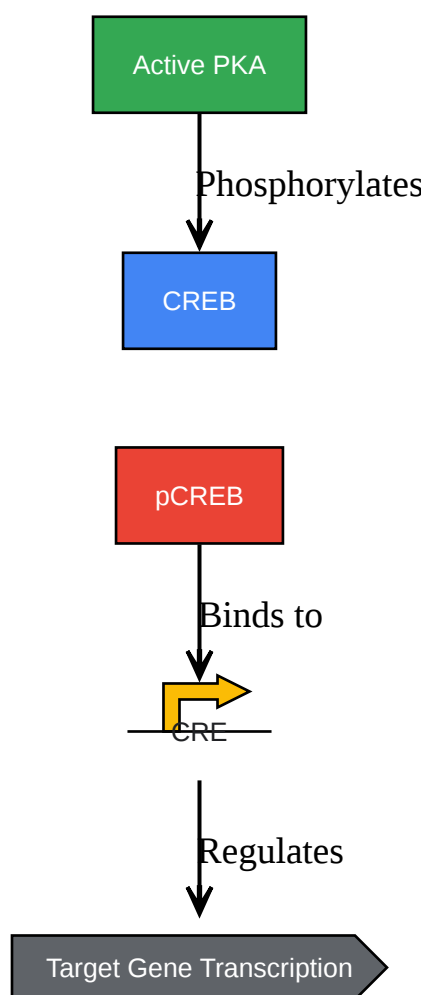 Active PKA
Phosphorylates
CREB
pCREB
Binds to
CRE
Regulates
Target Gene Transcription